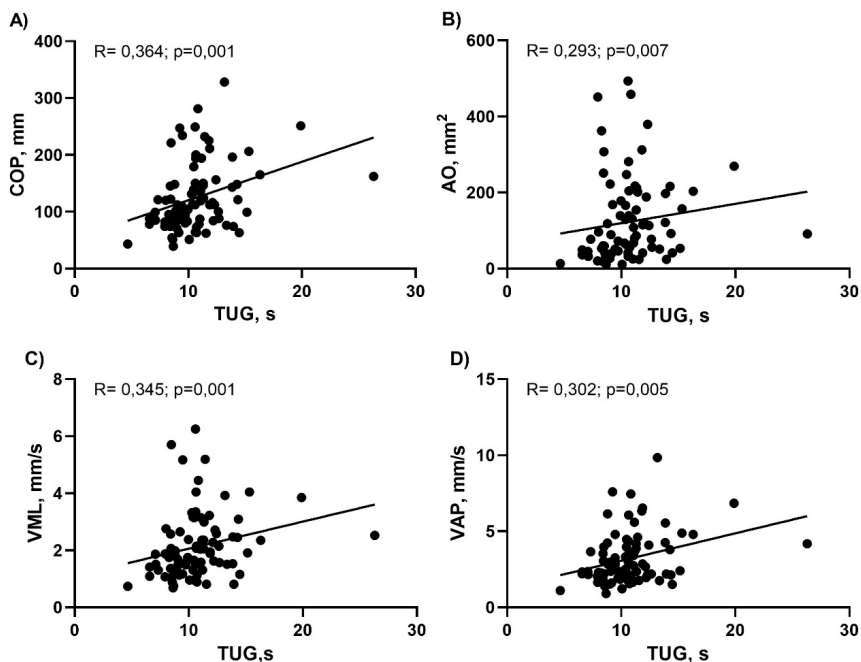 A)
R= 0,364; p=0,001
400
300
200
100
0
COP, mm
0 10 20 30
TUG, s
B)
R= 0,293; p=0,007
600
400
200
0
AO, mm²
0 10 20 30
TUG, s
C)
R= 0,345; p=0,001
8
6
4
2
0
VML, mm/s
0 10 20 30
TUG,s
D)
R= 0,302; p=0,005
15
10
5
0
VAP, mm/s
0 10 20 30
TUG, s